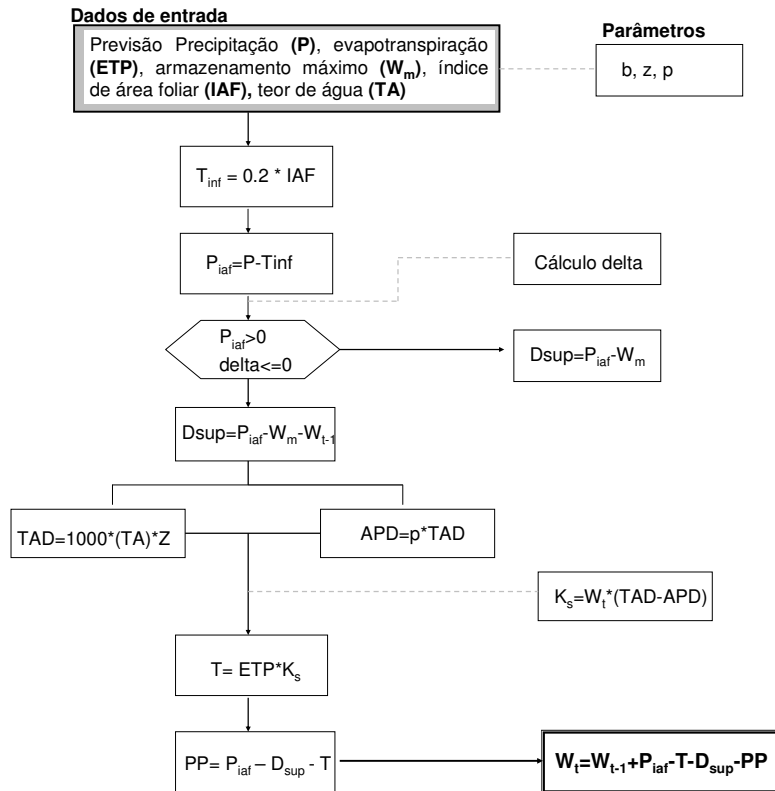 Dados de entrada
Previsão Precipitação (P), evapotranspiração
(ETP), armazenamento máximo (Wm), índice
de área foliar (IAF), teor de água (TA)
Parâmetros
b, z, p
Tinf = 0.2 * IAF
Piaf=P-Tinf
Cálculo delta
Piaf>0
delta<=0
Dsup=Piaf-Wm
Dsup=Piaf-Wm-Wt-1
TAD=1000*(TA)*Z
APD=p*TAD
Ks=Wt*(TAD-APD)
T= ETP*Ks
PP= Piaf – Dsup - T
Wt=Wt-1+Piaf-T-Dsup-PP